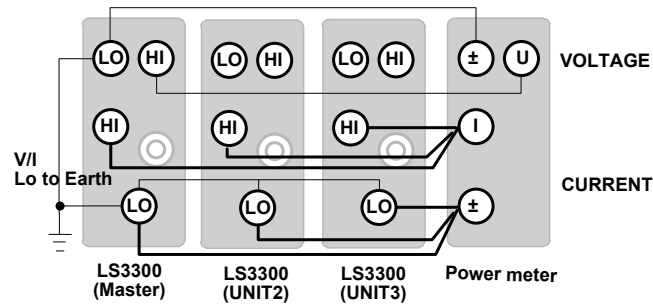 LO HI LO HI LO HI ± U VOLTAGE
HI HI HI I
V/I
Lo to Earth
CURRENT
LO LO LO ±
LS3300
(Master)
LS3300
(UNIT2)
LS3300
(UNIT3)
Power meter